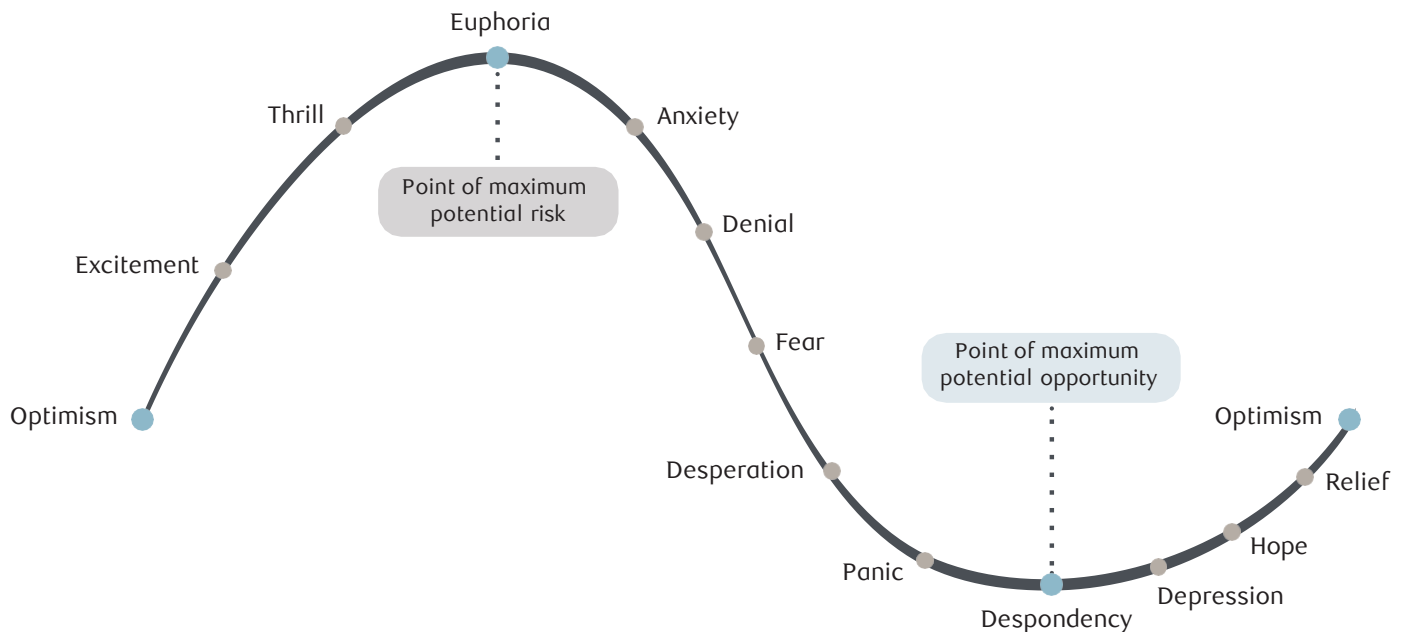 Euphoria
Thrill
Anxiety
Point of maximum
potential risk
Denial
Excitement
Fear
Point of maximum
potential opportunity
Optimism
Optimism
Desperation
Relief
Hope
Panic
Depression
Despondency